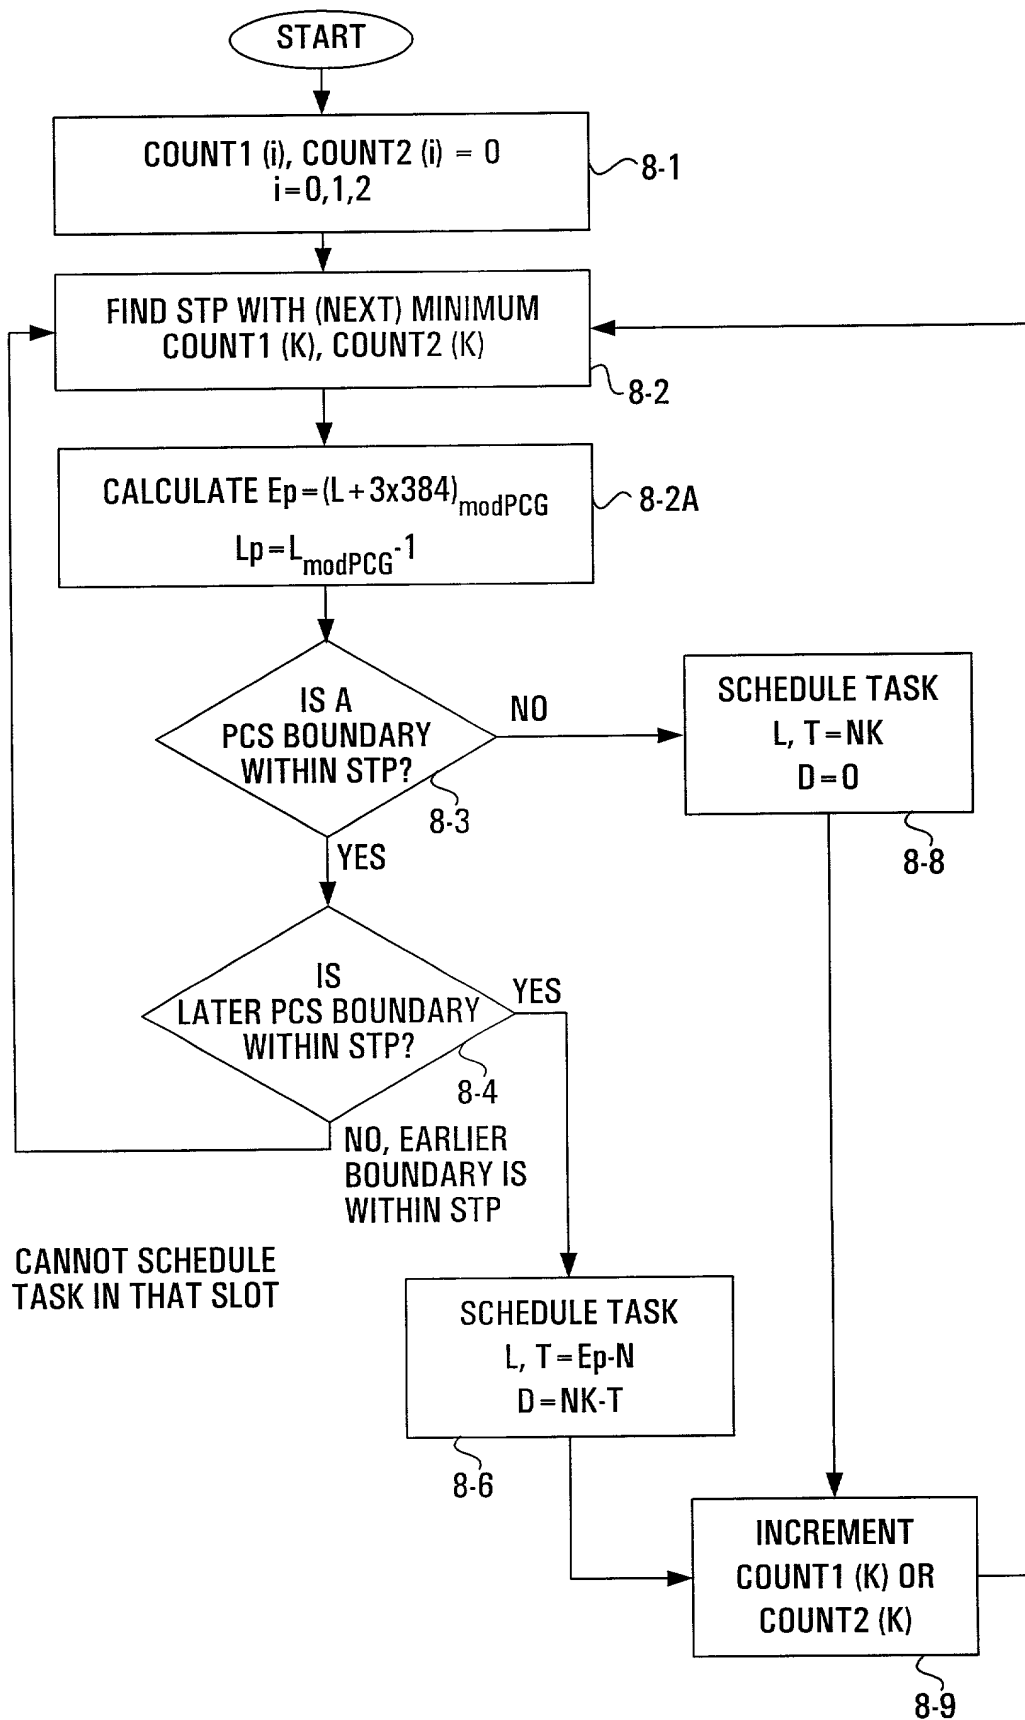 START
COUNT1 (i), COUNT2 (i) = 0
i=0,1,2
8-1
FIND STP WITH (NEXT) MINIMUM
COUNT1 (K), COUNT2 (K)
8-2
CALCULATE Ep=(L+3x384)modPCG
Lp=LmodPCG-1
8-2A
IS A
PCS BOUNDARY
WITHIN STP?
8-3
NO
YES
SCHEDULE TASK
L, T=NK
D=0
8-8
IS
LATER PCS BOUNDARY
WITHIN STP?
8-4
YES
NO, EARLIER
BOUNDARY IS
WITHIN STP
CANNOT SCHEDULE
TASK IN THAT SLOT
SCHEDULE TASK
L, T=Ep-N
D=NK-T
8-6
INCREMENT
COUNT1 (K) OR
COUNT2 (K)
8-9